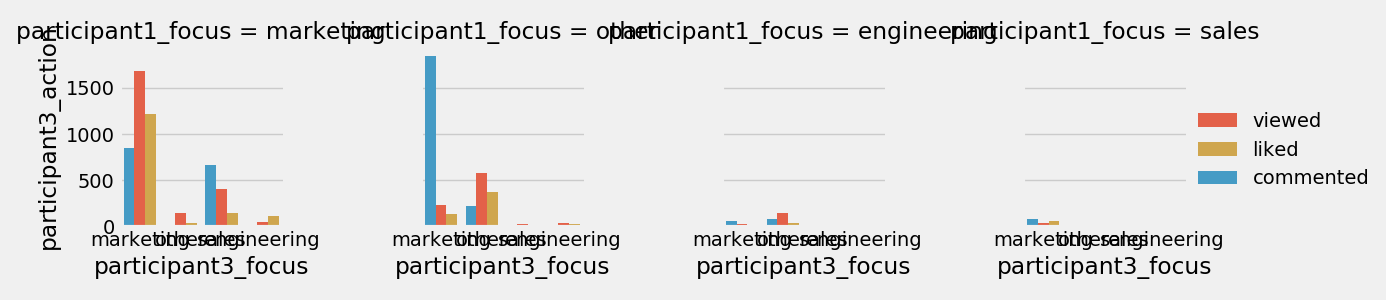 participant1_focus = marketing
participant1_focus = other
participant1_focus = engineering
participant1_focus = sales
participant3_action
1500
1000
500
0
marketing other sales engineering
participant3_focus
marketing other sales engineering
participant3_focus
marketing other sales engineering
participant3_focus
marketing other sales engineering
participant3_focus
viewed
liked
commented